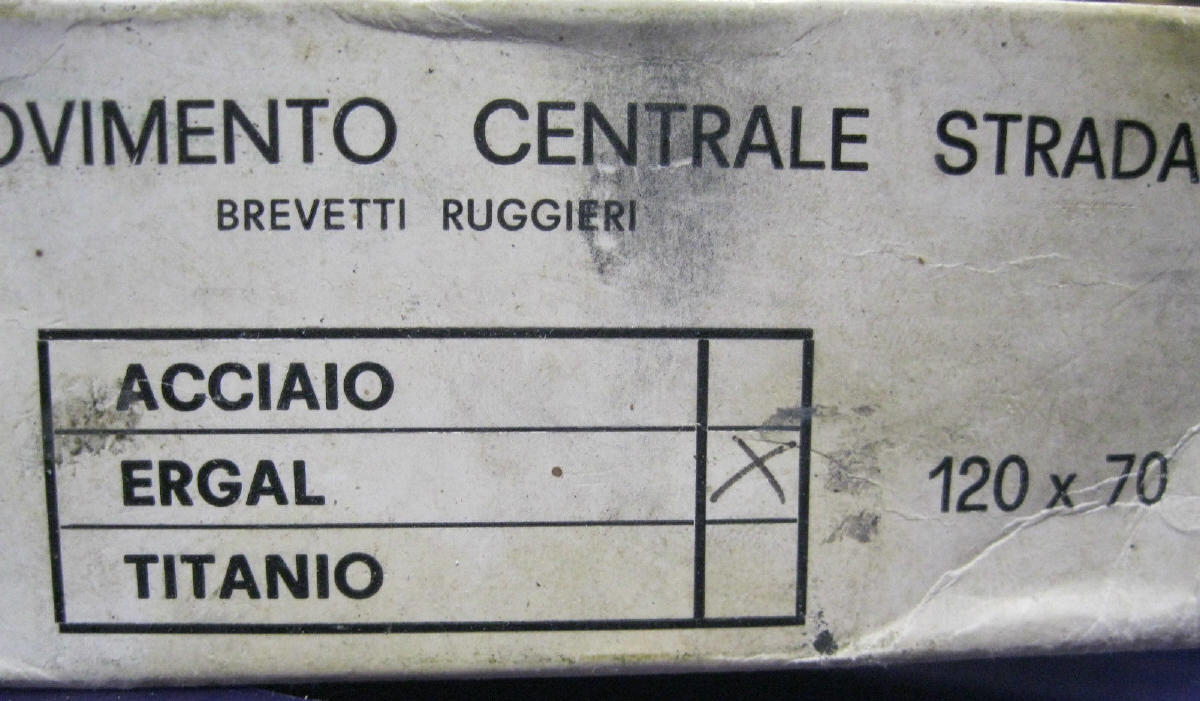 OVIMENTO CENTRALE STRADA
BREVETTI RUGGIERI
ACCIAIO
ERGAL X
TITANIO
120 x 70